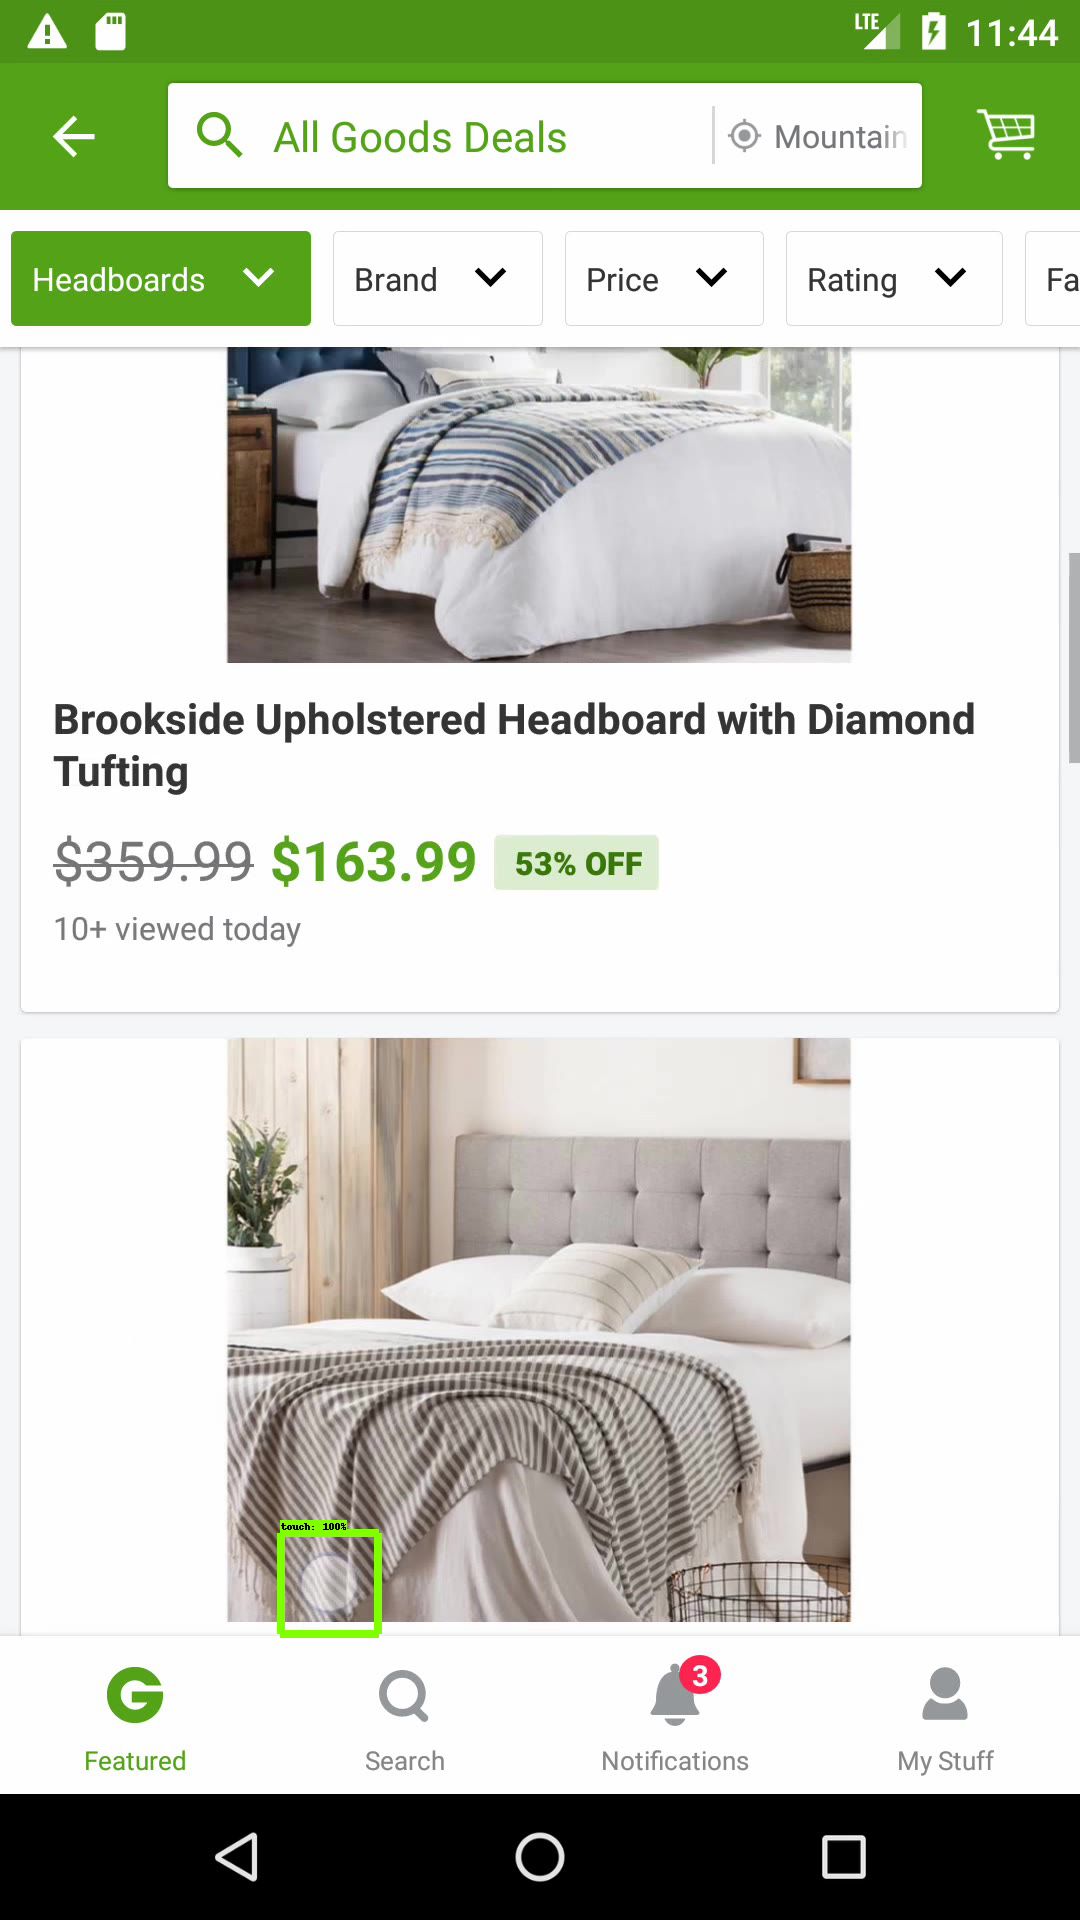 LTE 11:44
All Goods Deals Mountain
Headboards Brand Price Rating Fa
Brookside Upholstered Headboard with Diamond
Tufting
$359.99 $163.99 53% OFF
10+ viewed today
touch: 100%
G 3
Featured Search Notifications My Stuff